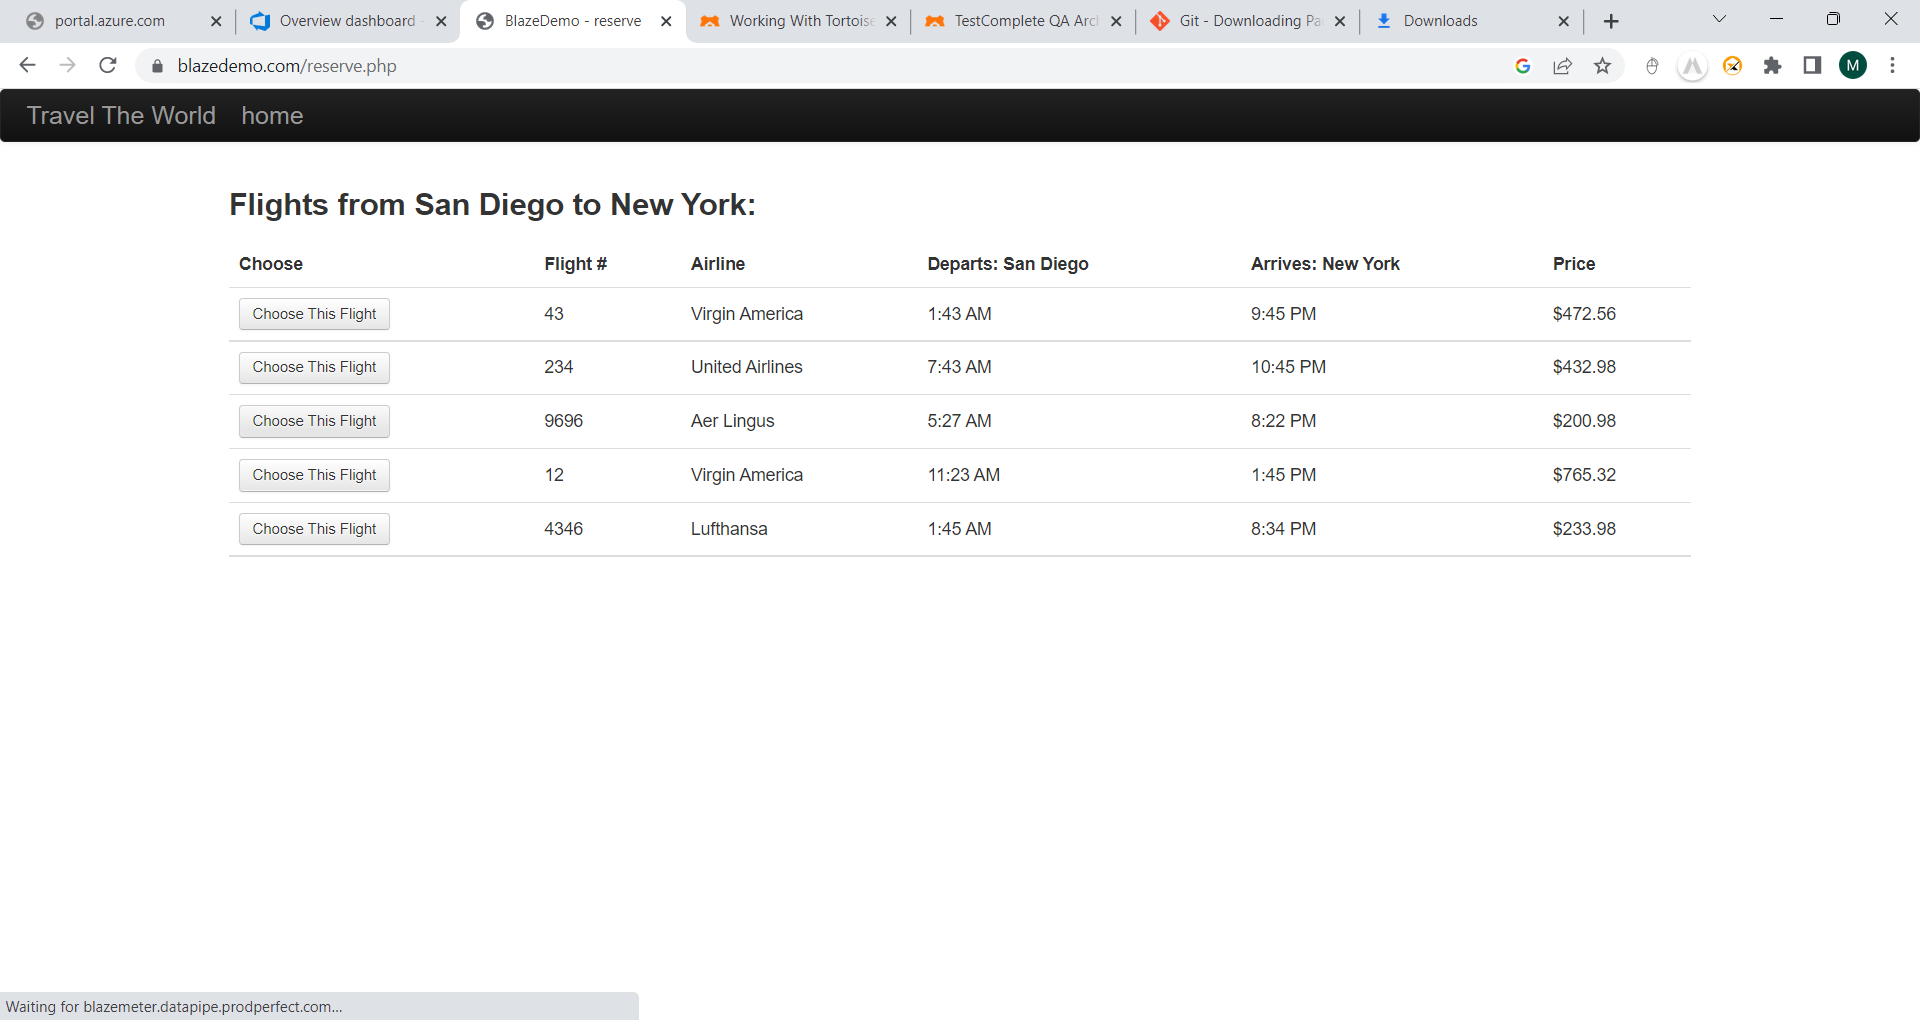 portal.azure.com
Overview dashboard -
BlazeDemo - reserve
Working With Tortoise
TestComplete QA Arc
Git - Downloading Pa
Downloads
blazedemo.com/reserve.php
M
Travel The World home
Flights from San Diego to New York:
Choose Flight # Airline Departs: San Diego Arrives: New York Price
Choose This Flight 43 Virgin America 1:43 AM 9:45 PM $472.56
Choose This Flight 234 United Airlines 7:43 AM 10:45 PM $432.98
Choose This Flight 9696 Aer Lingus 5:27 AM 8:22 PM $200.98
Choose This Flight 12 Virgin America 11:23 AM 1:45 PM $765.32
Choose This Flight 4346 Lufthansa 1:45 AM 8:34 PM $233.98
Waiting for blazemeter.datapipe.prodperfect.com...